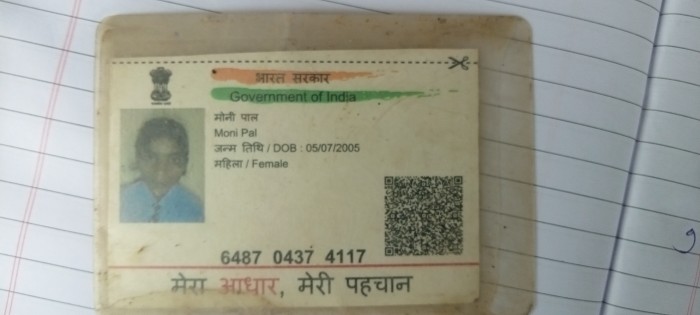 भारत सरकार
Government of India
मोनी पाल
Moni Pal
जन्म तिथि / DOB : 05/07/2005
महिला / Female
6487 0437 4117
मेरा आधार, मेरी पहचान